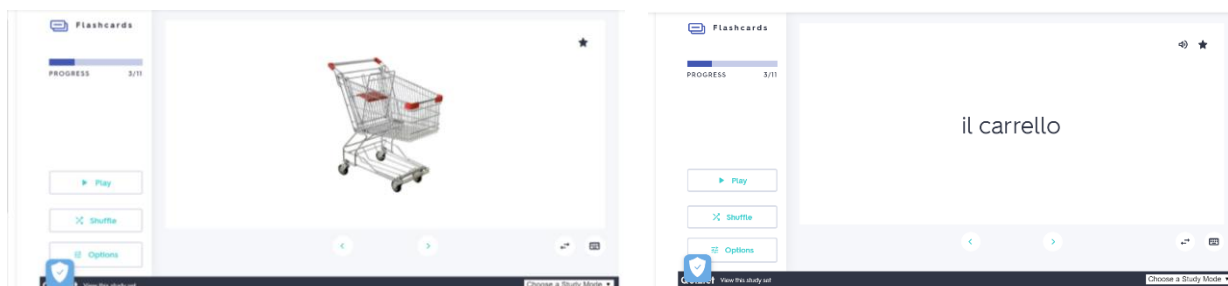 Flashcards
PROGRESS 3/11
Play
Shuffle
Options
View this study set
Choose a Study Mode
Flashcards
PROGRESS 3/11
il carrello
Play
Shuffle
Options
View this study set
Choose a Study Mode